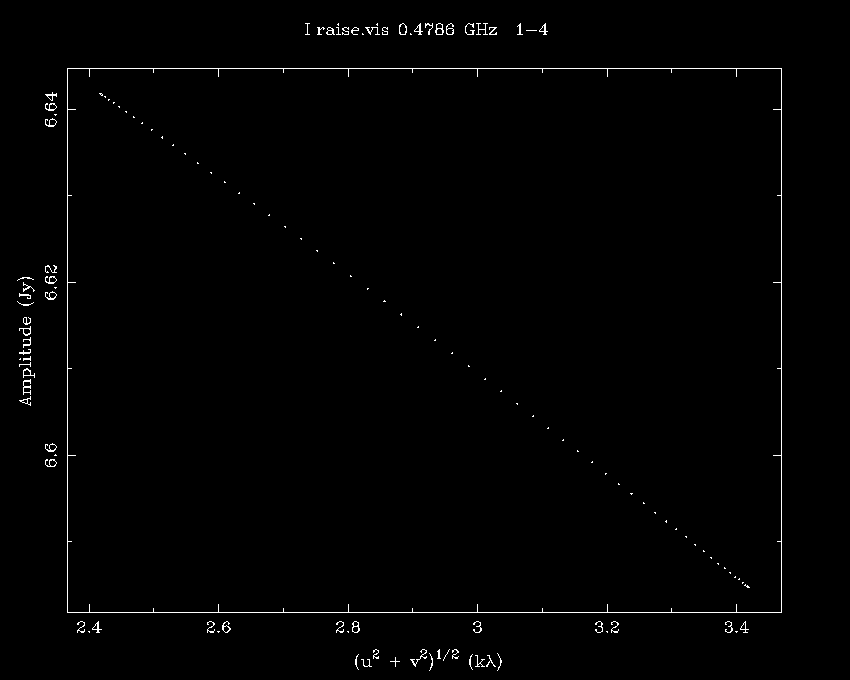 I raise.vis 0.4786 GHz 1−4
6.64
6.62
6.6
Amplitude (Jy)
2.4 2.6 2.8 3 3.2 3.4
(u² + v²)^1/2 (kλ)